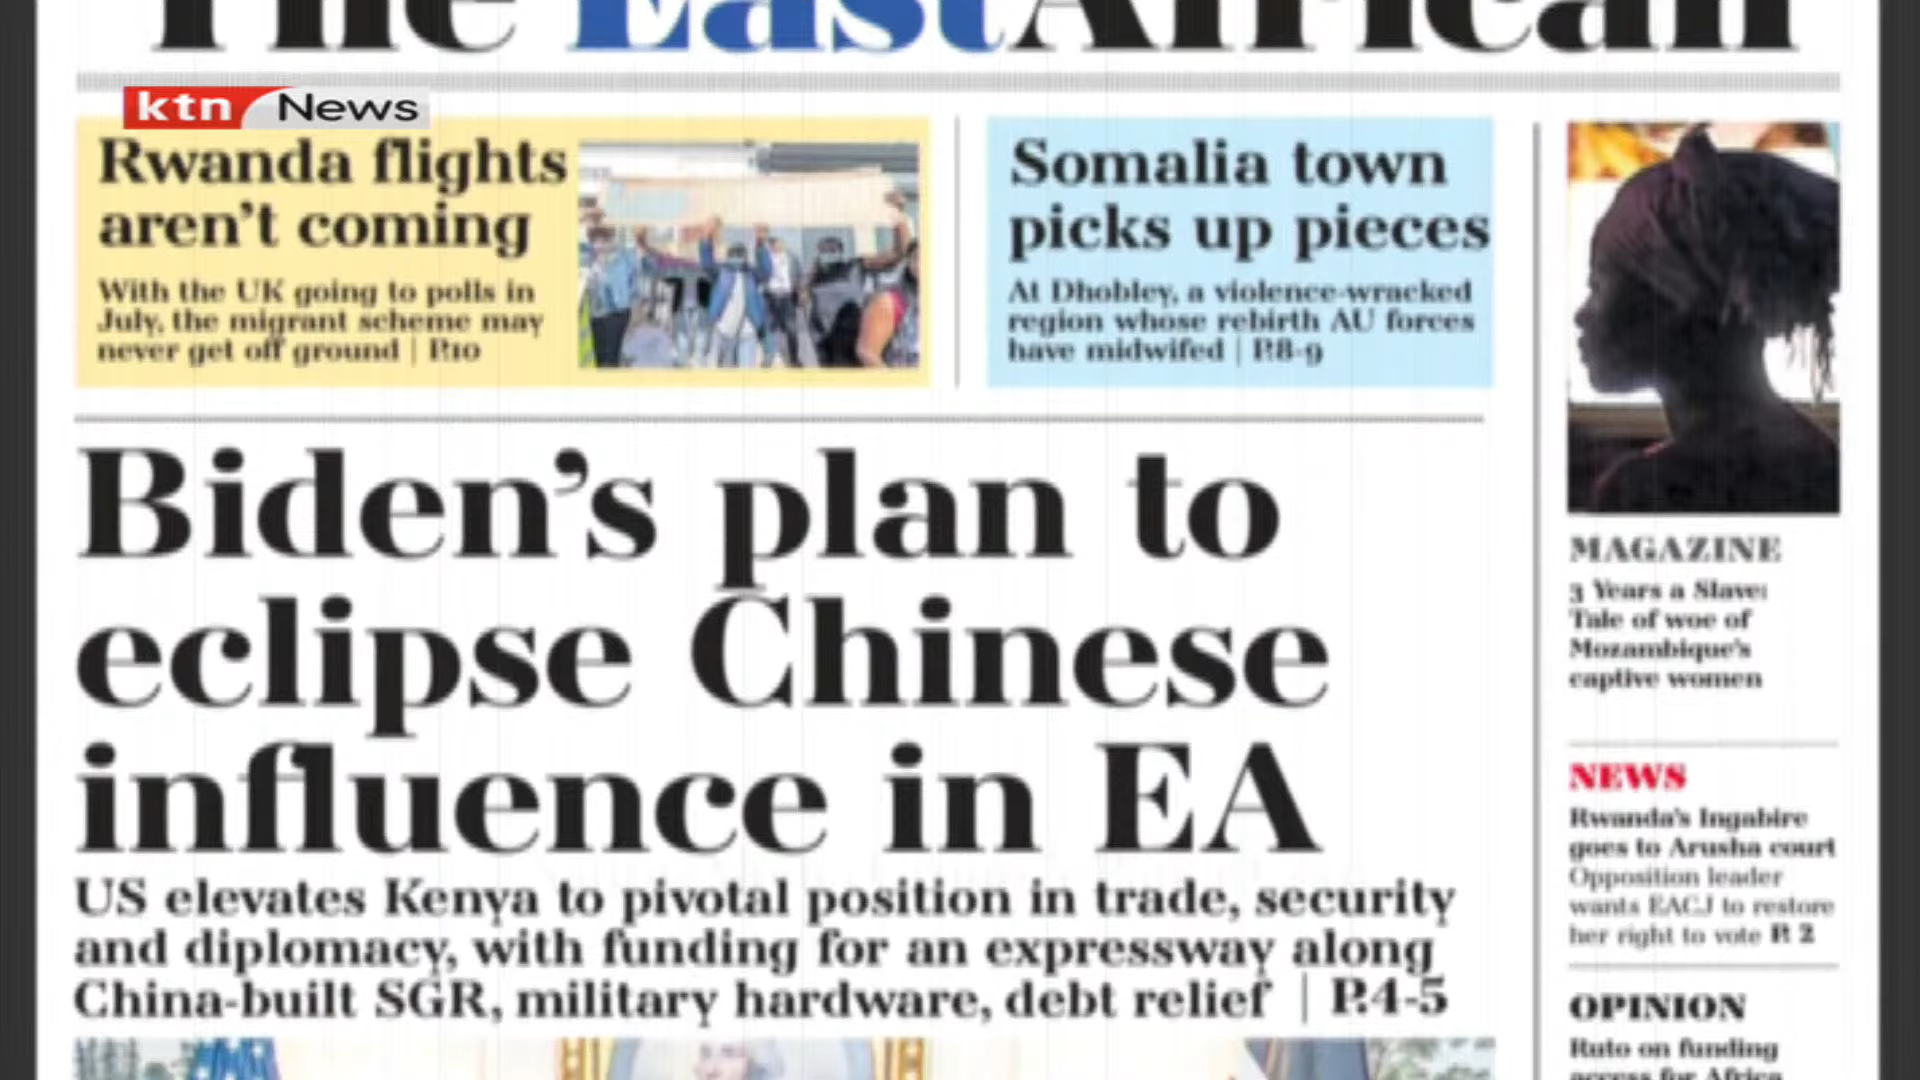 The EastAfrican
ktn News
Rwanda flights
aren't coming
With the UK going to polls in
July, the migrant scheme may
never get off ground | P.10
Somalia town
picks up pieces
At Dhobley, a violence-wracked
region whose rebirth AU forces
have midwifed | P.8-9
Biden's plan to
eclipse Chinese
influence in EA
US elevates Kenya to pivotal position in trade, security
and diplomacy, with funding for an expressway along
China-built SGR, military hardware, debt relief | P.4-5
MAGAZINE
3 Years a Slave:
Tale of woe of
Mozambique's
captive women
NEWS
Rwanda's Ingabire
goes to Arusha court
Opposition leader
wants EACJ to restore
her right to vote P. 2
OPINION
Ruto on funding
access for Africa